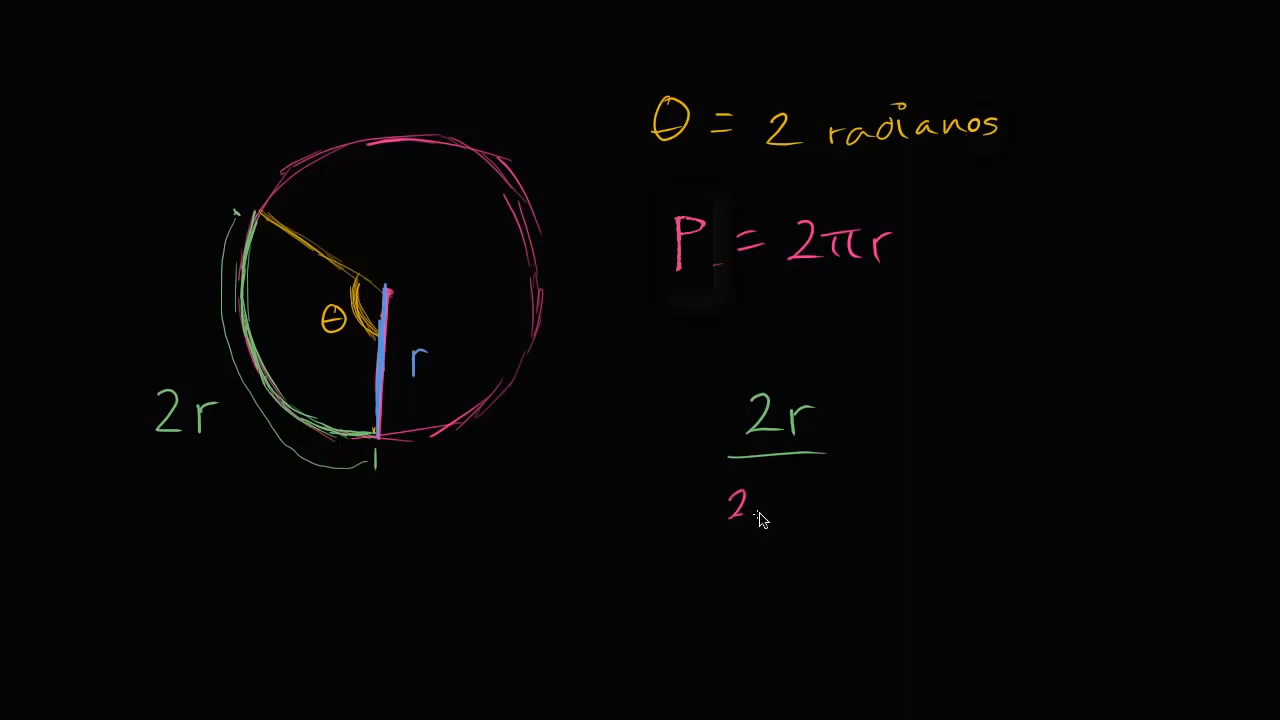 θ = 2 radianos
P = 2πr
θ
r
2r
2r
2